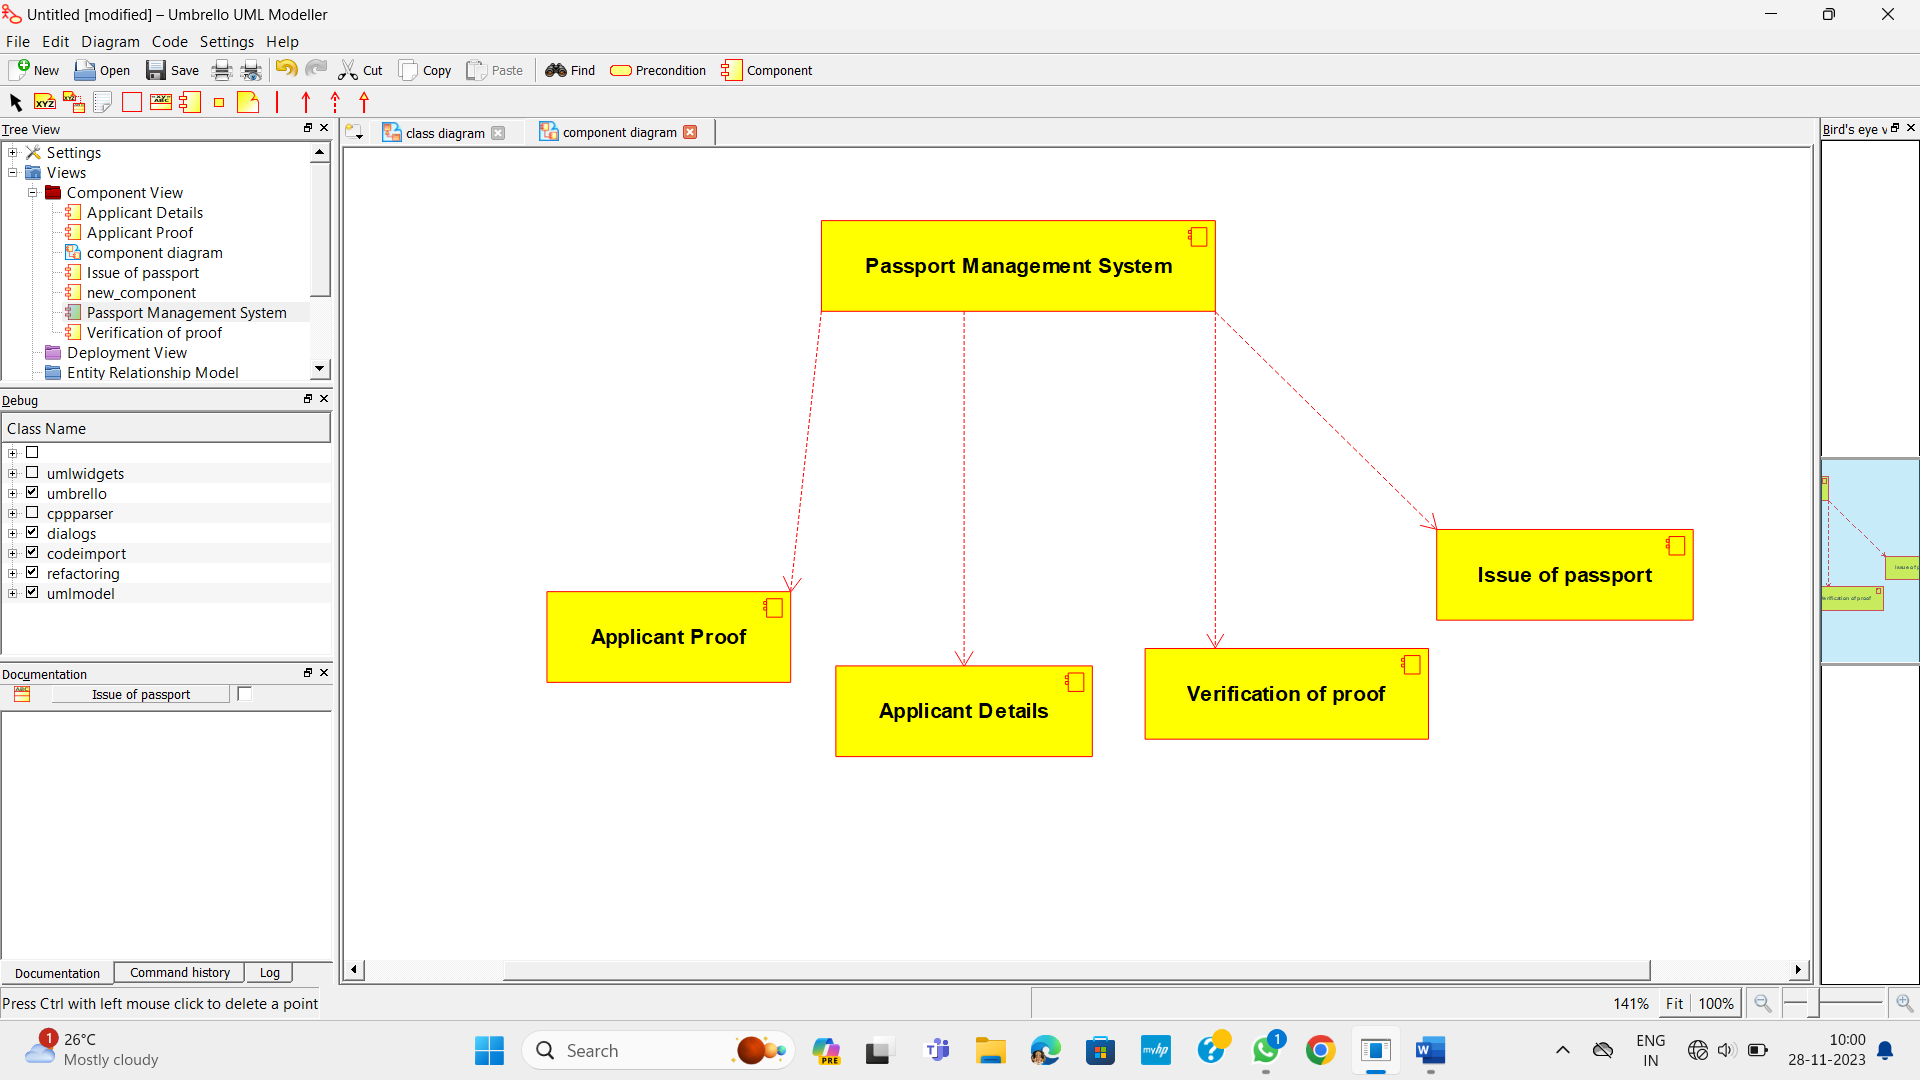 Untitled [modified] – Umbrello UML Modeller
File Edit Diagram Code Settings Help
New Open Save Cut Copy Paste Find Precondition Component
Tree View
Settings
Views
Component View
Applicant Details
Applicant Proof
component diagram
Issue of passport
new_component
Passport Management System
Verification of proof
Deployment View
Entity Relationship Model
Debug
Class Name
umlwidgets
umbrello
cppparser
dialogs
codeimport
refactoring
umlmodel
Documentation
Issue of passport
Documentation Command history Log
Press Ctrl with left mouse click to delete a point
class diagram component diagram
Passport Management System
Applicant Proof
Applicant Details
Verification of proof
Issue of passport
Bird's eye v
141% Fit 100%
1
26°C
Mostly cloudy
Search
PRE
myhp
1
ENG
IN
10:00
28-11-2023